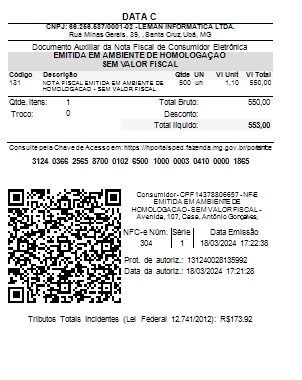 DATA C
CNPJ: 66.256.587/0001-02 -LEMAN INFORMATICA LTDA.
Rua Minas Gerais, 39, , Santa Cruz, Ubá, MG
Documento Auxiliar da Nota Fiscal de Consumidor Eletrônica
EMITIDA EM AMBIENTE DE HOMOLOGAÇAO
SEM VALOR FISCAL
Código Descrição Qtde UN Vl Unit Vl Total
131 NOTA FISCAL EMITIDA EM AMBIENTE DE 500 un 1,10 550,00
HOMOLOGACAO - SEM VALOR FISCAL
Qtde. Itens: 1 Total Bruto: 550,00
Troco: 0 Desconto:
Total líquido: 553,00
Consulte pela Chave de Acesso em: https://hportalsped.fazenda.mg.gov.br/portalnfce
3124 0366 2565 8700 0102 6500 1000 0003 0410 0000 1865
Consumidor - CPF 14378806657 - NF-E
EMITIDA EM AMBIENTE DE
HOMOLOGACAO - SEM VALOR FISCAL -
Avenida, 107, Casa, Antônio Gonçalves,
NFC-e Núm. Série Data Emissão
304 1 18/03/2024 17:22:38
Prot. de autoriz.: 131240028135992
Data da autoriz.: 18/03/2024 17:21:28
Tributos Totais Incidentes (Lei Federal 12.741/2012): R$173.92